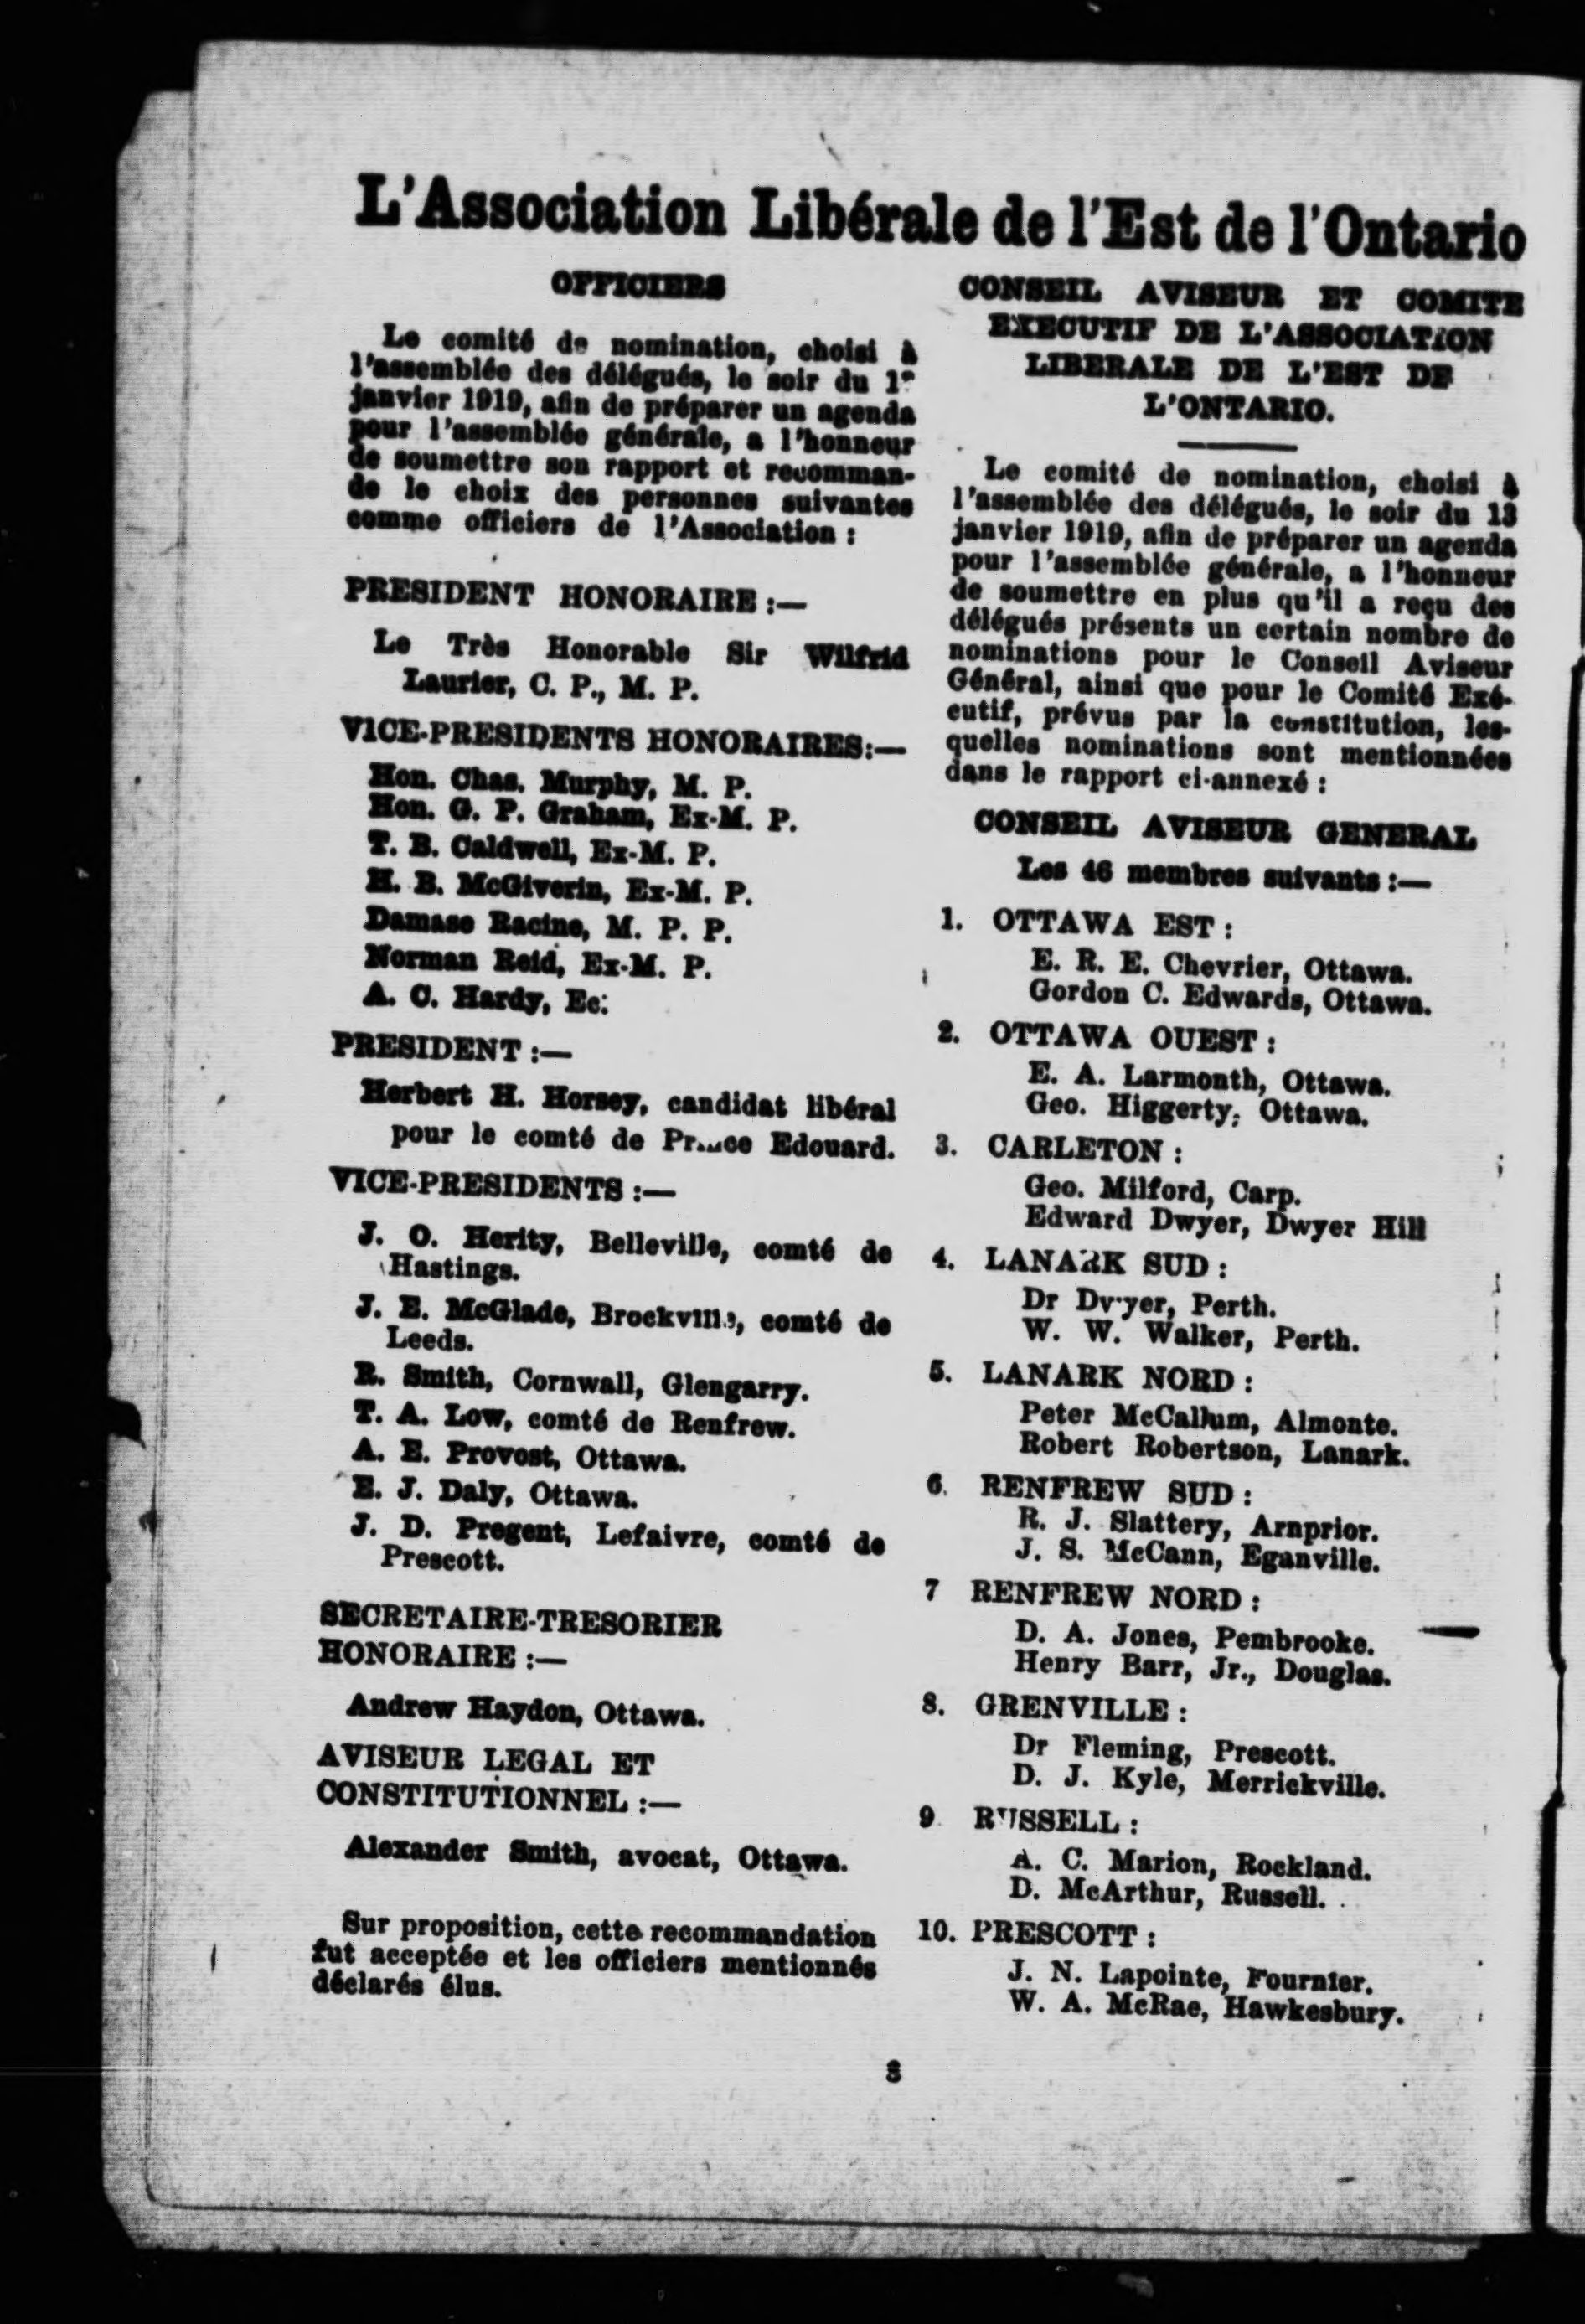 L'Association Libérale de l'Est de l'Ontario
OFFICIERS
Le comité de nomination, choisi à
l'assemblée des délégués, le soir du
janvier 1919, afin de préparer un agenda
pour l'assemblée générale, a l'honneur
de soumettre son rapport et recomman-
de le choix des personnes suivantes
comme officiers de l'Association :
PRESIDENT HONORAIRE :—
Le Très Honorable Sir Wilfrid
Laurier, C. P., M. P.
VICE-PRESIDENTS HONORAIRES:—
Hon. Chas. Murphy, M. P.
Hon. G. P. Graham, Ex-M. P.
T. B. Caldwell, Ex-M. P.
H. B. McGiverin, Ex-M. P.
Damase Racine, M. P. P.
Norman Reid, Ex-M. P.
A. C. Hardy, Ec:
PRESIDENT :—
Herbert H. Horsey, candidat libéral
pour le comté de Edouard.
VICE-PRESIDENTS :—
J. O. Herity, Belleville, comté de
Hastings.
J. E. McGlade, Brockville, comté de
Leeds.
R. Smith, Cornwall, Glengarry.
T. A. Low, comté de Renfrew.
A. E. Provost, Ottawa.
E. J. Daly, Ottawa.
J. D. Pregent, Lefaivre, comté de
Prescott.
SECRETAIRE-TRESORIER
HONORAIRE :—
Andrew Haydon, Ottawa.
AVISEUR LEGAL ET
CONSTITUTIONNEL :—
Alexander Smith, avocat, Ottawa.
Sur proposition, cette recommandation
fut acceptée et les officiers mentionnés
déclarés élus.
CONSEIL AVISEUR ET COMITE
EXECUTIF DE L'ASSOCIATION
LIBERALE DE L'EST DE
L'ONTARIO.
Le comité de nomination, choisi à
l'assemblée des délégués, le soir du 13
janvier 1919, afin de préparer un agenda
pour l'assemblée générale, a l'honneur
de soumettre en plus qu'il a reçu des
délégués présents un certain nombre de
nominations pour le Conseil Aviseur
Général, ainsi que pour le Comité Exé-
cutif, prévus par la constitution, les-
quelles nominations sont mentionnées
dans le rapport ci-annexé :
CONSEIL AVISEUR GENERAL
Les 46 membres suivants :—
1. OTTAWA EST :
E. R. E. Chevrier, Ottawa.
Gordon C. Edwards, Ottawa.
2. OTTAWA OUEST :
E. A. Larmonth, Ottawa.
Geo. Higgerty, Ottawa.
3. CARLETON :
Geo. Milford, Carp.
Edward Dwyer, Dwyer Hill
4. LANARK SUD :
Dr Dwyer, Perth.
W. W. Walker, Perth.
5. LANARK NORD :
Peter McCallum, Almonte.
Robert Robertson, Lanark.
6. RENFREW SUD :
R. J. Slattery, Arnprior.
J. S. McCann, Eganville.
7 RENFREW NORD :
D. A. Jones, Pembrooke.
Henry Barr, Jr., Douglas.
8. GRENVILLE :
Dr Fleming, Prescott.
D. J. Kyle, Merrickville.
9. RUSSELL :
A. C. Marion, Rockland.
D. McArthur, Russell.
10. PRESCOTT :
J. N. Lapointe, Fournier.
W. A. McRae, Hawkesbury.